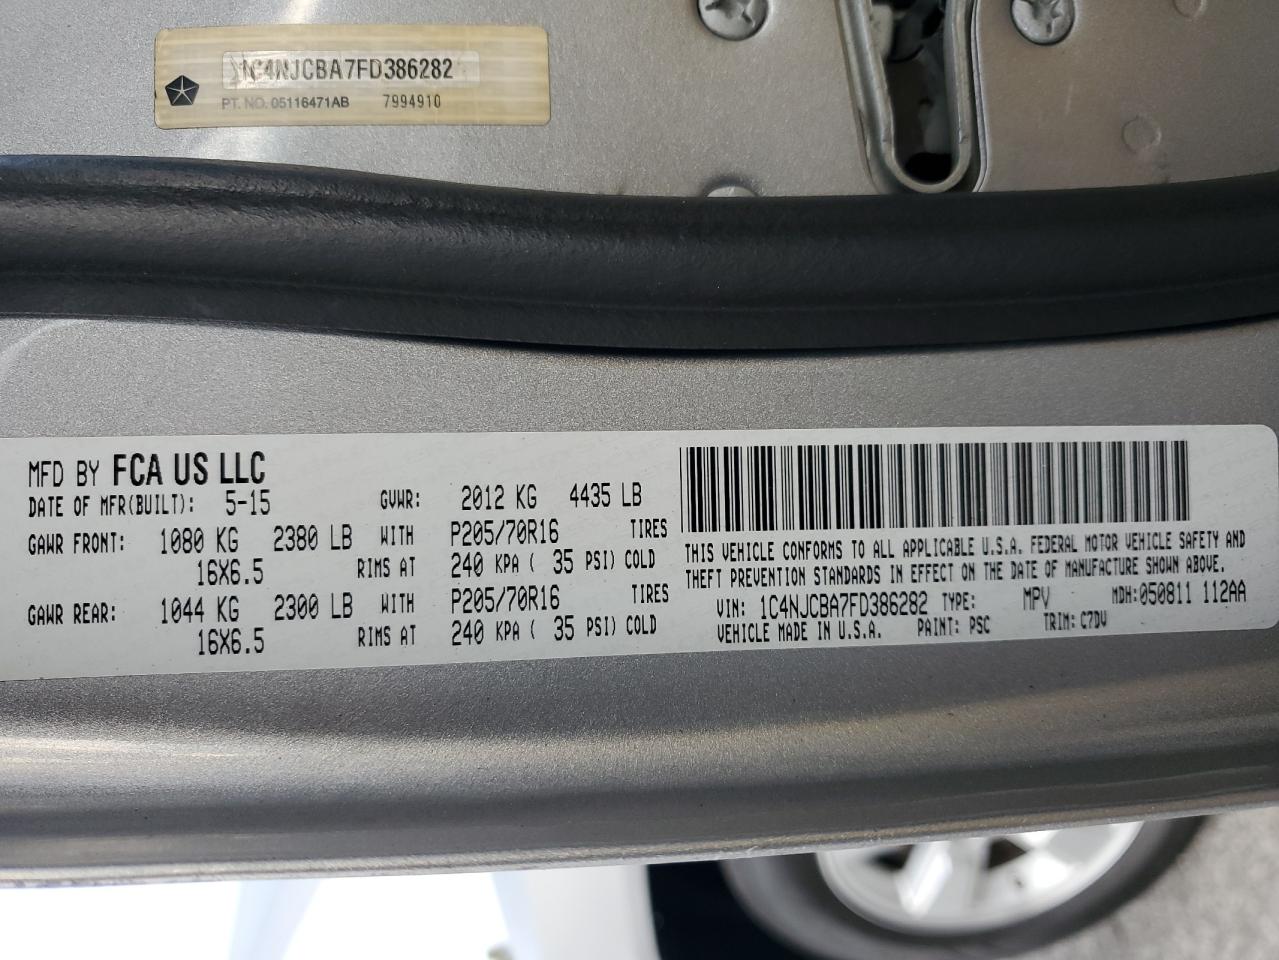 1C4NJCBA7FD386282
PT. NO. 05116471AB 7994910
MFD BY FCA US LLC
DATE OF MFR(BUILT): 5-15 GVWR: 2012 KG 4435 LB
GAWR FRONT: 1080 KG 2380 LB WITH P205/70R16 TIRES
16X6.5 RIMS AT 240 KPA ( 35 PSI) COLD
GAWR REAR: 1044 KG 2300 LB WITH P205/70R16 TIRES
16X6.5 RIMS AT 240 KPA ( 35 PSI) COLD
THIS VEHICLE CONFORMS TO ALL APPLICABLE U.S.A. FEDERAL MOTOR VEHICLE SAFETY AND
THEFT PREVENTION STANDARDS IN EFFECT ON THE DATE OF MANUFACTURE SHOWN ABOVE.
VIN: 1C4NJCBA7FD386282 TYPE: MPV MDH:050811 112AA
VEHICLE MADE IN U.S.A. PAINT: PSC TRIM: C7DV